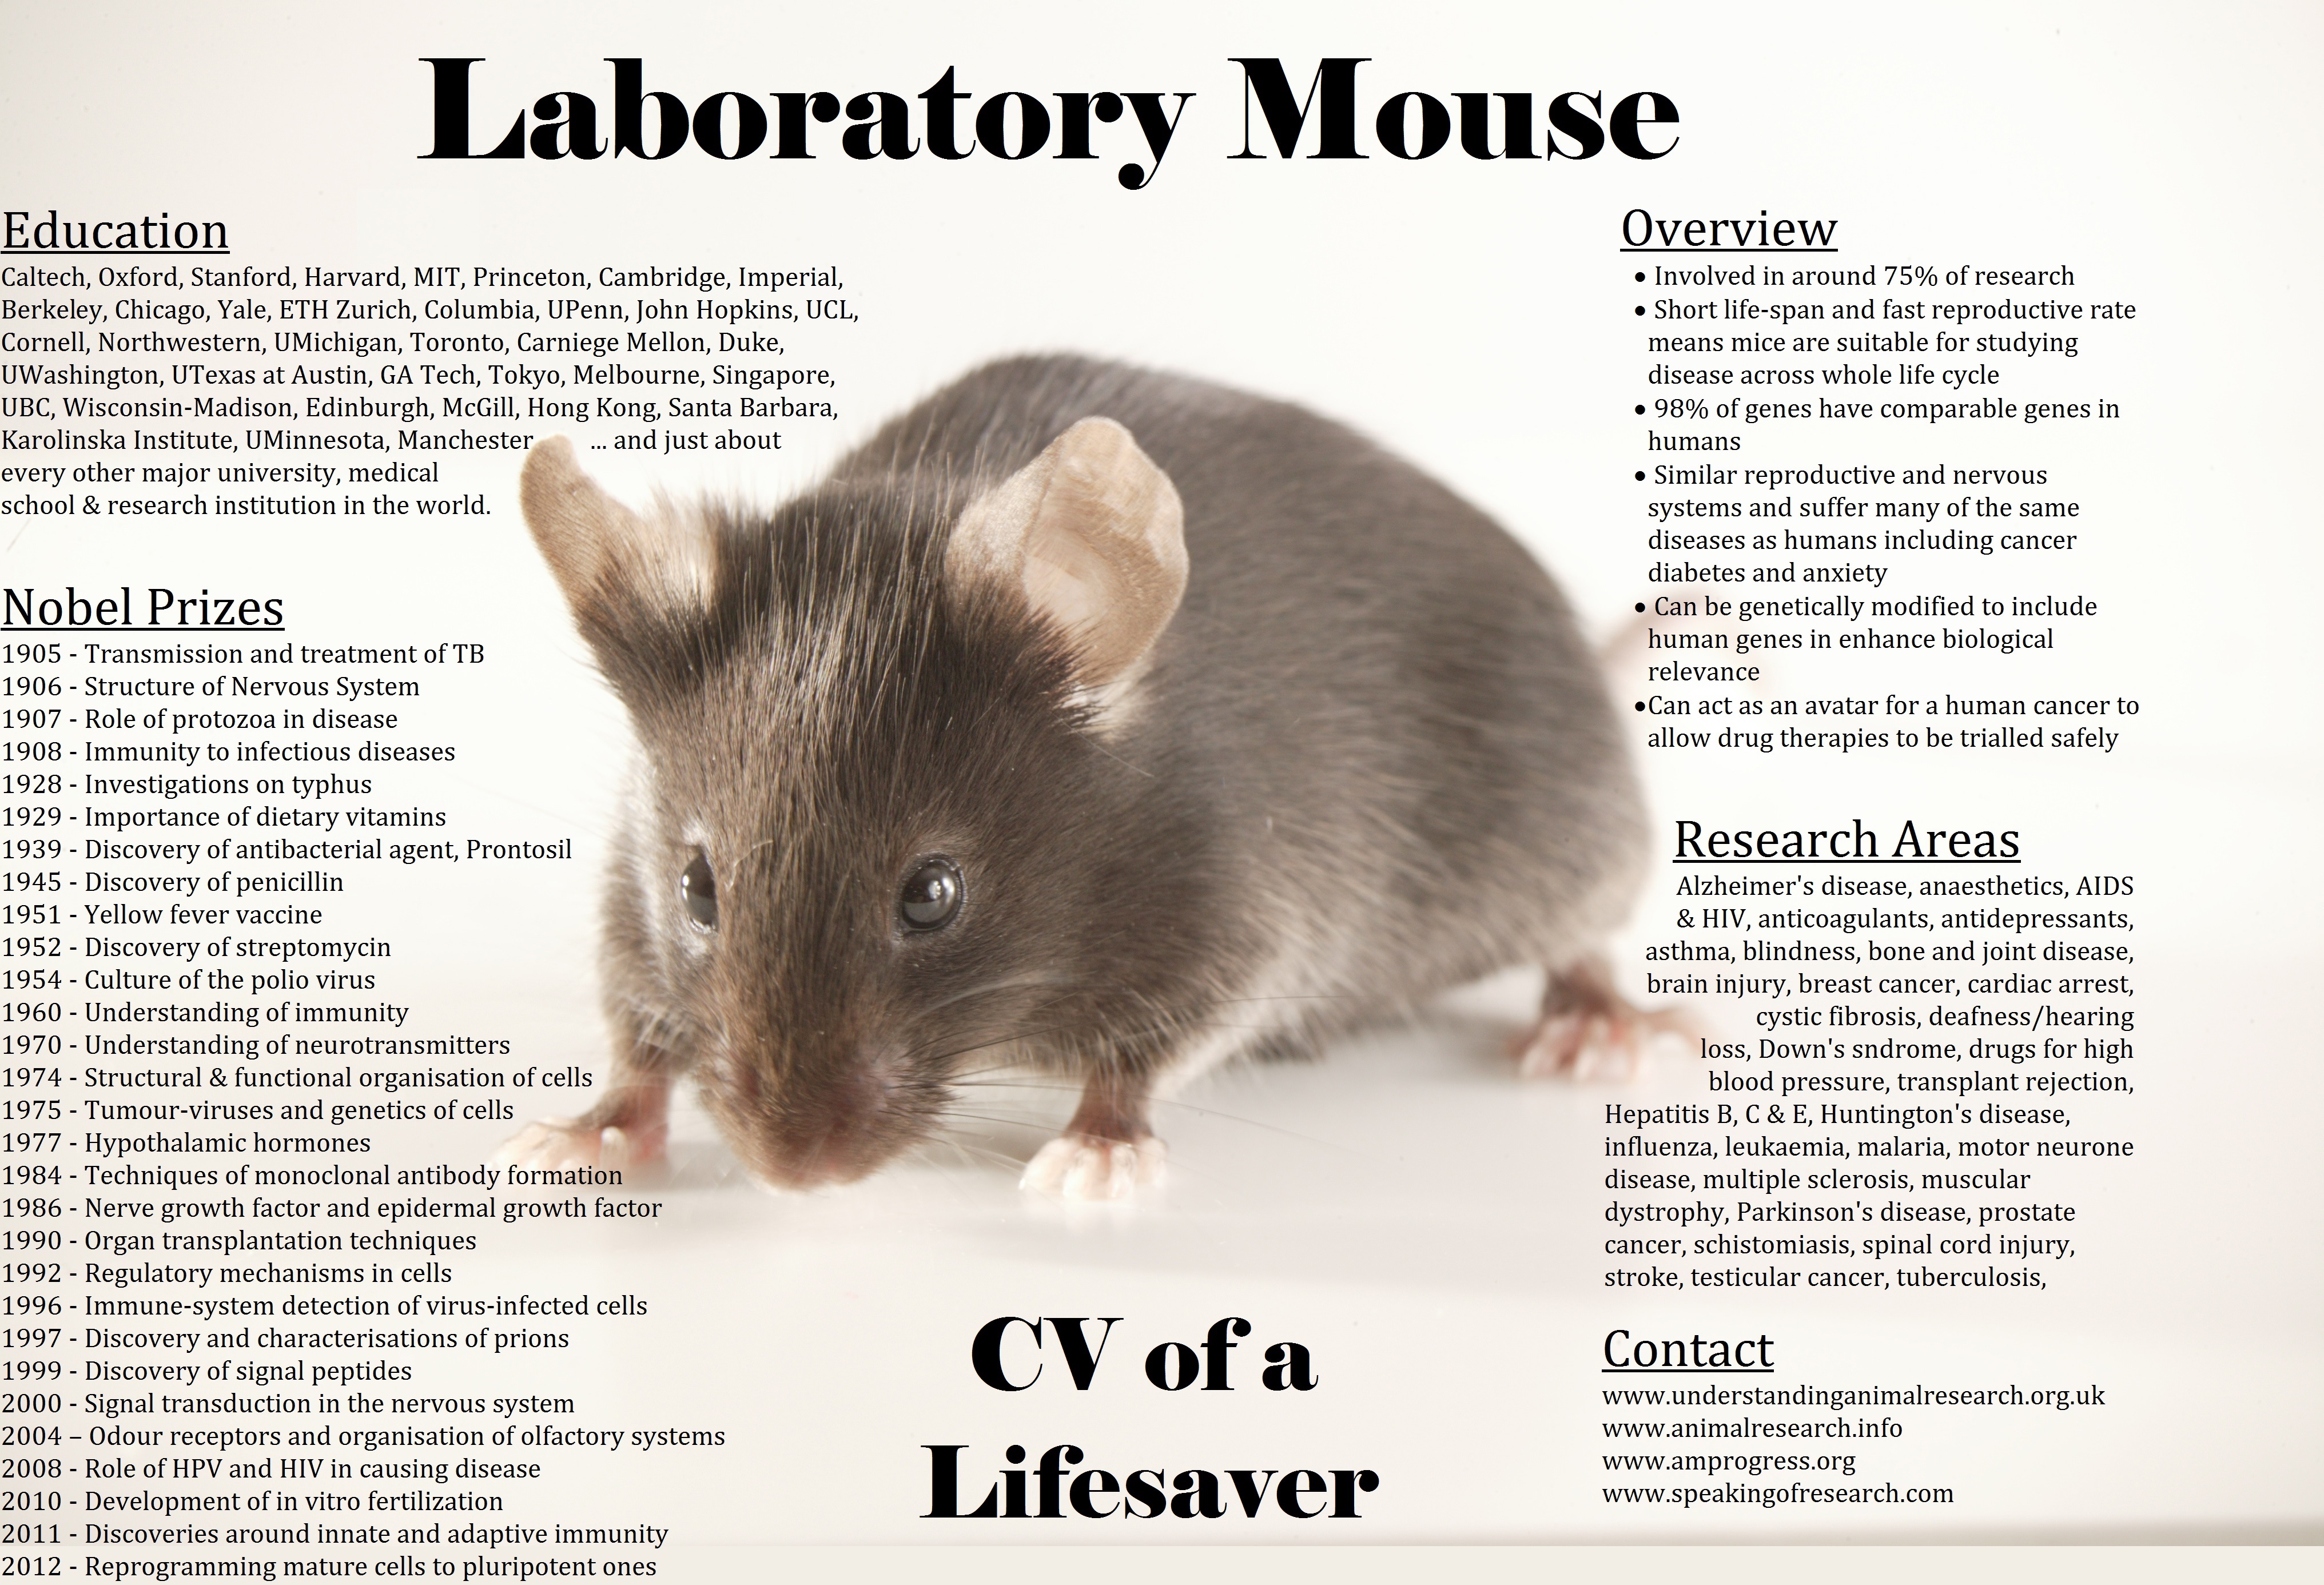 Laboratory Mouse
Education
Caltech, Oxford, Stanford, Harvard, MIT, Princeton, Cambridge, Imperial,
Berkeley, Chicago, Yale, ETH Zurich, Columbia, UPenn, John Hopkins, UCL,
Cornell, Northwestern, UMichigan, Toronto, Carniege Mellon, Duke,
UWashington, UTexas at Austin, GA Tech, Tokyo, Melbourne, Singapore,
UBC, Wisconsin-Madison, Edinburgh, McGill, Hong Kong, Santa Barbara,
Karolinska Institute, UMinnesota, Manchester ... and just about
every other major university, medical
school & research institution in the world.
Nobel Prizes
1905 - Transmission and treatment of TB
1906 - Structure of Nervous System
1907 - Role of protozoa in disease
1908 - Immunity to infectious diseases
1928 - Investigations on typhus
1929 - Importance of dietary vitamins
1939 - Discovery of antibacterial agent, Prontosil
1945 - Discovery of penicillin
1951 - Yellow fever vaccine
1952 - Discovery of streptomycin
1954 - Culture of the polio virus
1960 - Understanding of immunity
1970 - Understanding of neurotransmitters
1974 - Structural & functional organisation of cells
1975 - Tumour-viruses and genetics of cells
1977 - Hypothalamic hormones
1984 - Techniques of monoclonal antibody formation
1986 - Nerve growth factor and epidermal growth factor
1990 - Organ transplantation techniques
1992 - Regulatory mechanisms in cells
1996 - Immune-system detection of virus-infected cells
1997 - Discovery and characterisations of prions
1999 - Discovery of signal peptides
2000 - Signal transduction in the nervous system
2004 – Odour receptors and organisation of olfactory systems
2008 - Role of HPV and HIV in causing disease
2010 - Development of in vitro fertilization
2011 - Discoveries around innate and adaptive immunity
2012 - Reprogramming mature cells to pluripotent ones
CV of a
Lifesaver
Overview
• Involved in around 75% of research
• Short life-span and fast reproductive rate
means mice are suitable for studying
disease across whole life cycle
• 98% of genes have comparable genes in
humans
• Similar reproductive and nervous
systems and suffer many of the same
diseases as humans including cancer
diabetes and anxiety
• Can be genetically modified to include
human genes in enhance biological
relevance
•Can act as an avatar for a human cancer to
allow drug therapies to be trialled safely
Research Areas
Alzheimer's disease, anaesthetics, AIDS
& HIV, anticoagulants, antidepressants,
asthma, blindness, bone and joint disease,
brain injury, breast cancer, cardiac arrest,
cystic fibrosis, deafness/hearing
loss, Down's sndrome, drugs for high
blood pressure, transplant rejection,
Hepatitis B, C & E, Huntington's disease,
influenza, leukaemia, malaria, motor neurone
disease, multiple sclerosis, muscular
dystrophy, Parkinson's disease, prostate
cancer, schistomiasis, spinal cord injury,
stroke, testicular cancer, tuberculosis,
Contact
www.understandinganimalresearch.org.uk
www.animalresearch.info
www.amprogress.org
www.speakingofresearch.com